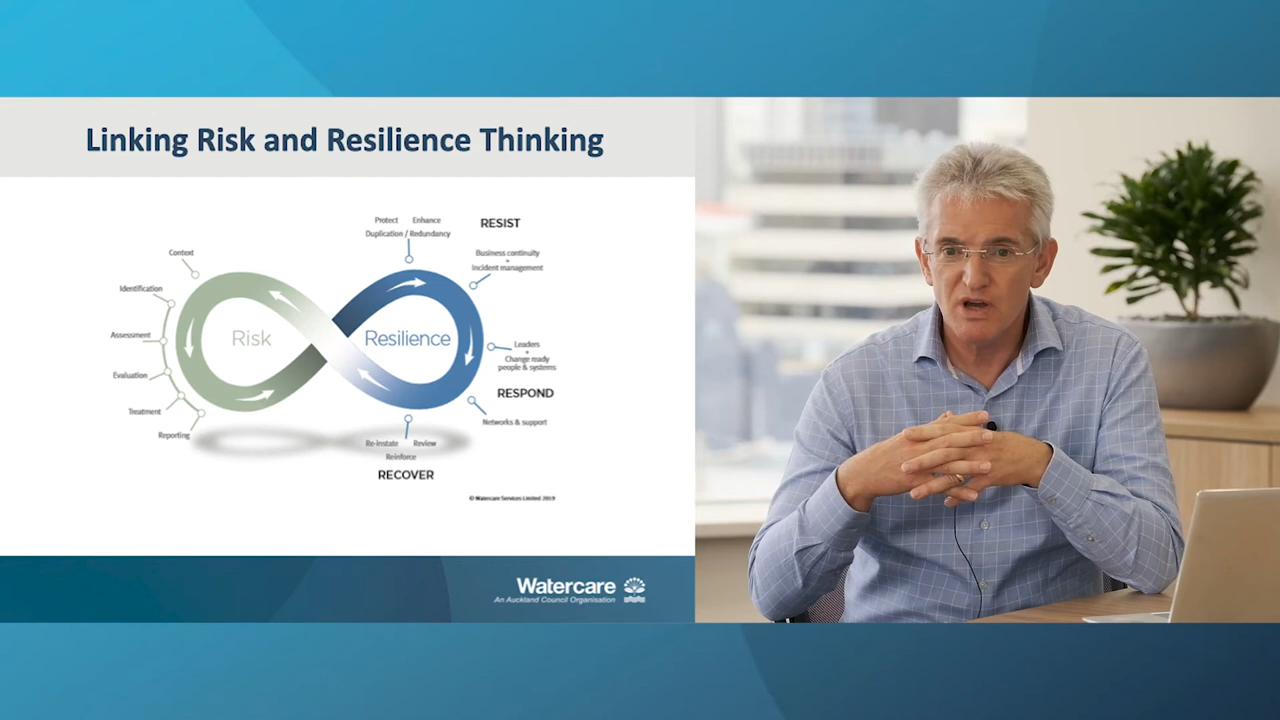 Linking Risk and Resilience Thinking
Protect Enhance
Duplication / Redundancy
RESIST
Business continuity
+
Incident management
Context
Identification
Assessment
Evaluation
Treatment
Reporting
Risk
Resilience
Leaders
+
Change ready
people & systems
RESPOND
Networks & support
Re-instate Review
Reinforce
RECOVER
© Watercare Services Limited 2019
Watercare
An Auckland Council Organisation